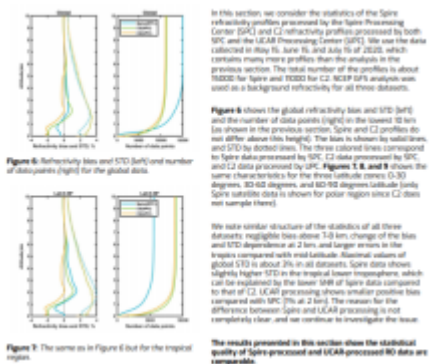 Figure 6: Refractivity bias and STD (left) and number
of data points (right) for the global data.
Figure 7: The same as in Figure 6 but for the tropical
region.
In this section, we consider the statistics of the Spire
refractivity profiles processed by the Spire Processing
Center (SPC) and C2 refractivity profiles processed by both
SPC and the UCAR Processing Center (UPC). We use the data
collected in May 15, June 15, and July 15 of 2020, which
contains many more profiles than the analysis in the
previous section. The total number of the profiles is about
15000 for Spire and 11000 for C2. NCEP GFS analysis was
used as a background refractivity for all three datasets.
Figure 6 shows the global refractivity bias and STD (left)
and the number of data points (right) in the lowest 10 km
(as shown in the previous section, Spire and C2 profiles do
not differ above this height). The bias is shown by solid lines,
and STD by dotted lines. The three colored lines correspond
to Spire data processed by SPC, C2 data processed by SPC,
and C2 data processed by UPC. Figures 7, 8, and 9 shows the
same characteristics for the three latitude zones: 0-30
degrees, 30-60 degrees, and 60-90 degrees latitude (only
Spire satellite data is shown for polar region since C2 does
not sample there).
We note similar structure of the statistics of all three
datasets: negligible bias above 7-8 km, change of the bias
and STD dependence at 2 km, and larger errors in the
tropics compared with mid-latitude. Maximal values of
global STD is about 3% in all datasets. Spire data shows
slightly higher STD in the tropical lower troposphere, which
can be explained by the lower SNR of Spire data compared
to that of C2. UCAR processing shows smaller positive bias
compared with SPC (1% at 2 km). The reason for the
difference between Spire and UCAR processing is not
completely clear, and we continue to investigate the issue.
The results presented in this section show the statistical
quality of Spire-processed and UCAR-processed RO data are
comparable.